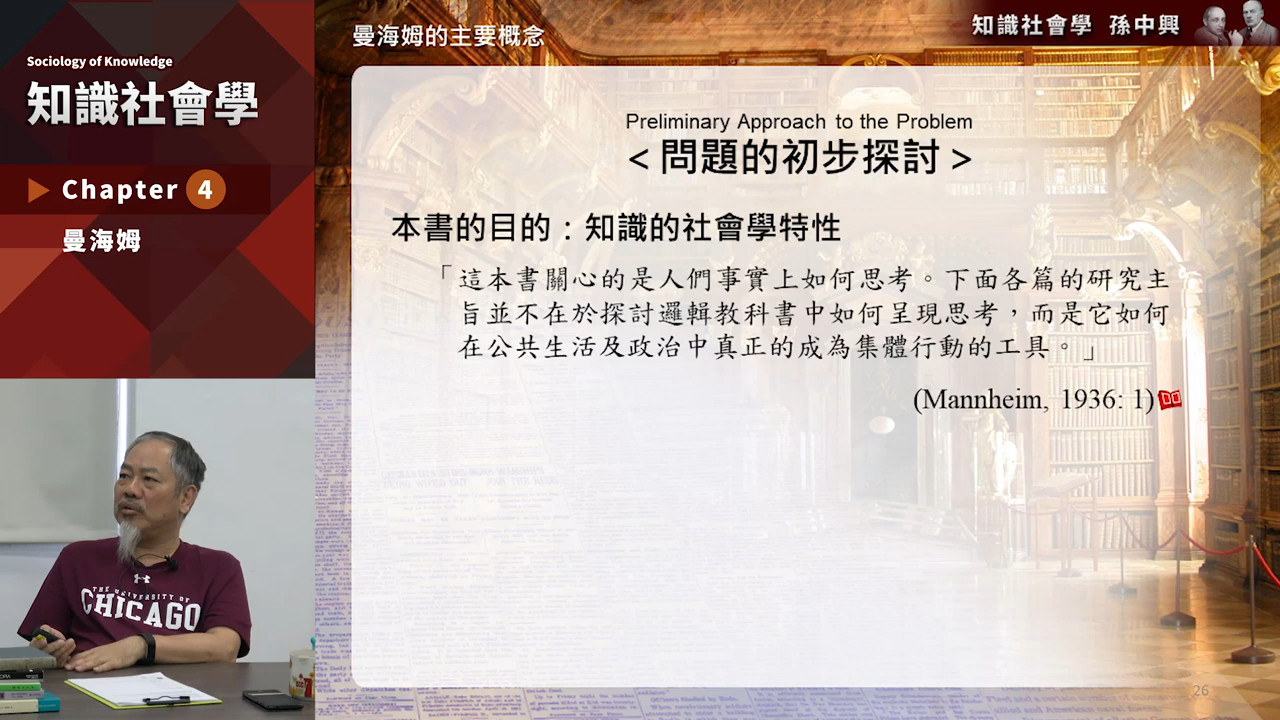 Sociology of Knowledge
知識社會學
Chapter 4
曼海姆
曼海姆的主要概念
知識社會學 孫中興
Preliminary Approach to the Problem
<問題的初步探討>
本書的目的：知識的社會學特性
「這本書關心的是人們事實上如何思考。下面各篇的研究主
旨並不在於探討邏輯教科書中如何呈現思考，而是它如何
在公共生活及政治中真正的成為集體行動的工具。」
(Mannheim, 1936: 1)
26
THE UNIVERSITY OF
CHICAGO